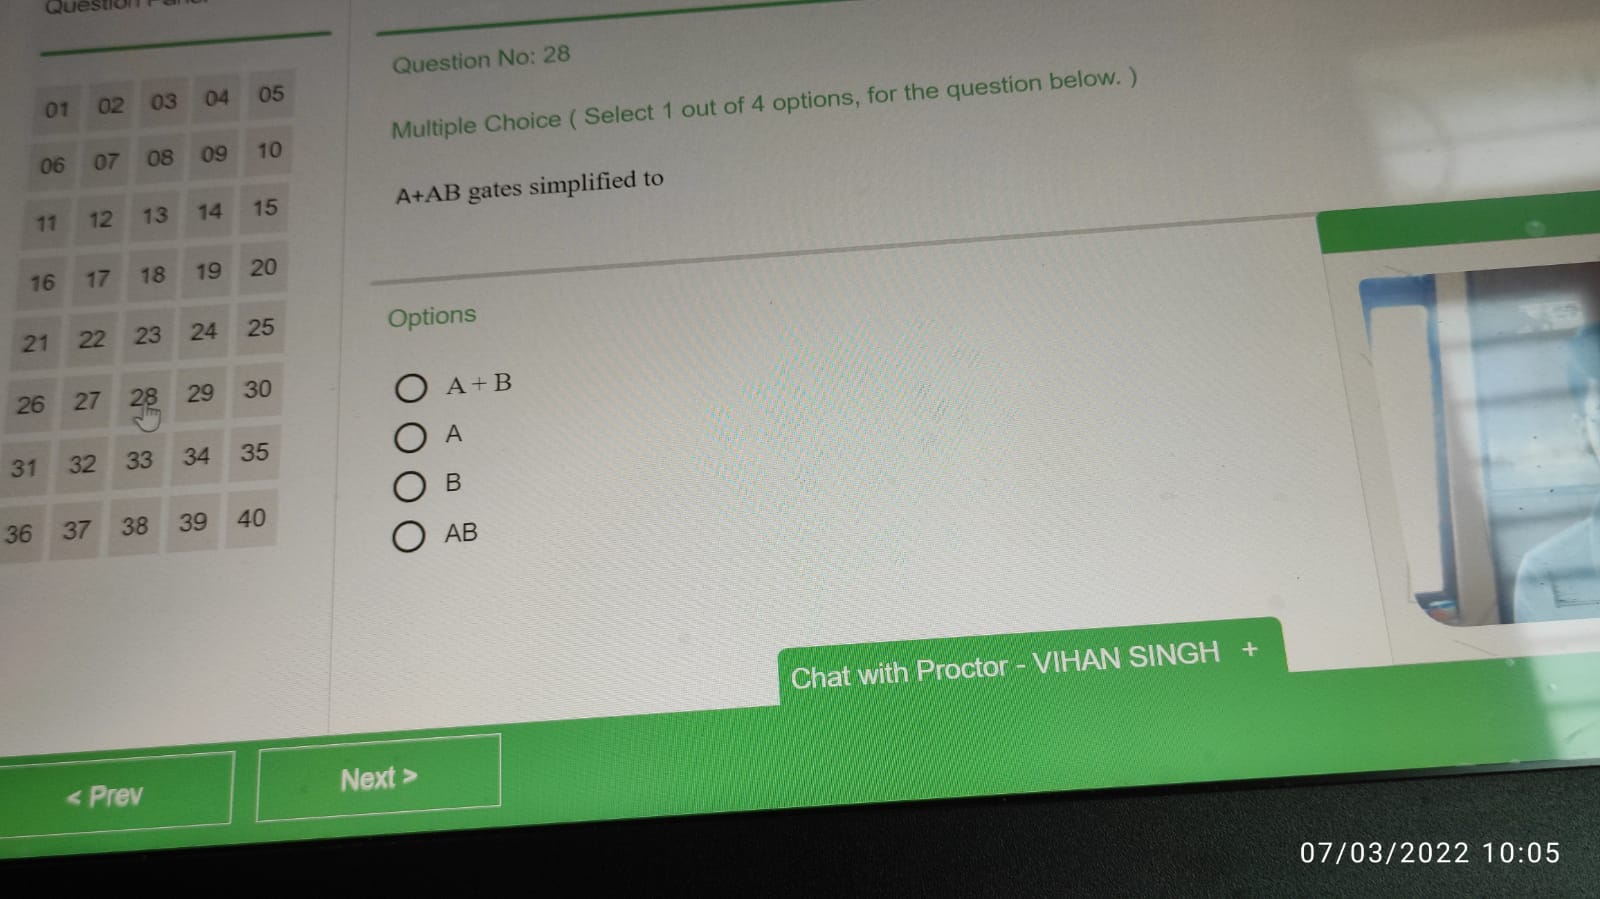 Question
01 02 03 04 05
06 07 08 09 10
11 12 13 14 15
16 17 18 19 20
21 22 23 24 25
26 27 28 29 30
31 32 33 34 35
36 37 38 39 40
Question No: 28
Multiple Choice ( Select 1 out of 4 options, for the question below. )
A+AB gates simplified to
Options
A + B
A
B
AB
Chat with Proctor - VIHAN SINGH +
< Prev
Next >
07/03/2022 10:05